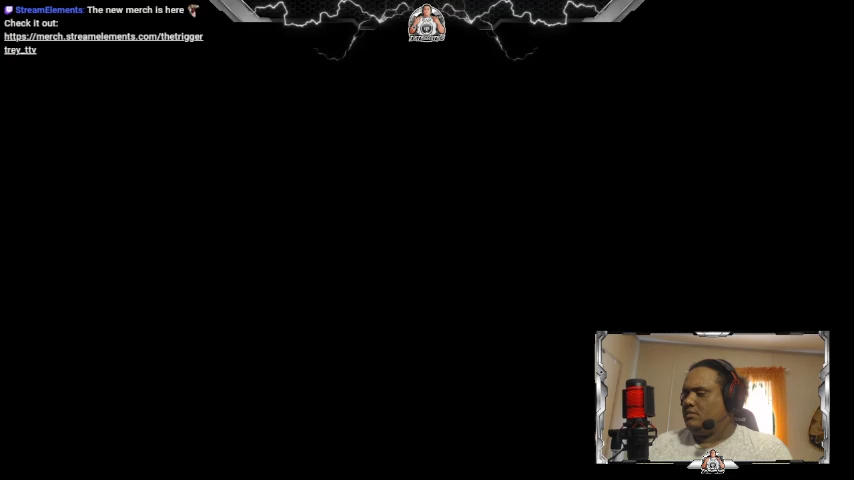 StreamElements: The new merch is here
Check it out:
https://merch.streamelements.com/thetrigger
trey_ttv